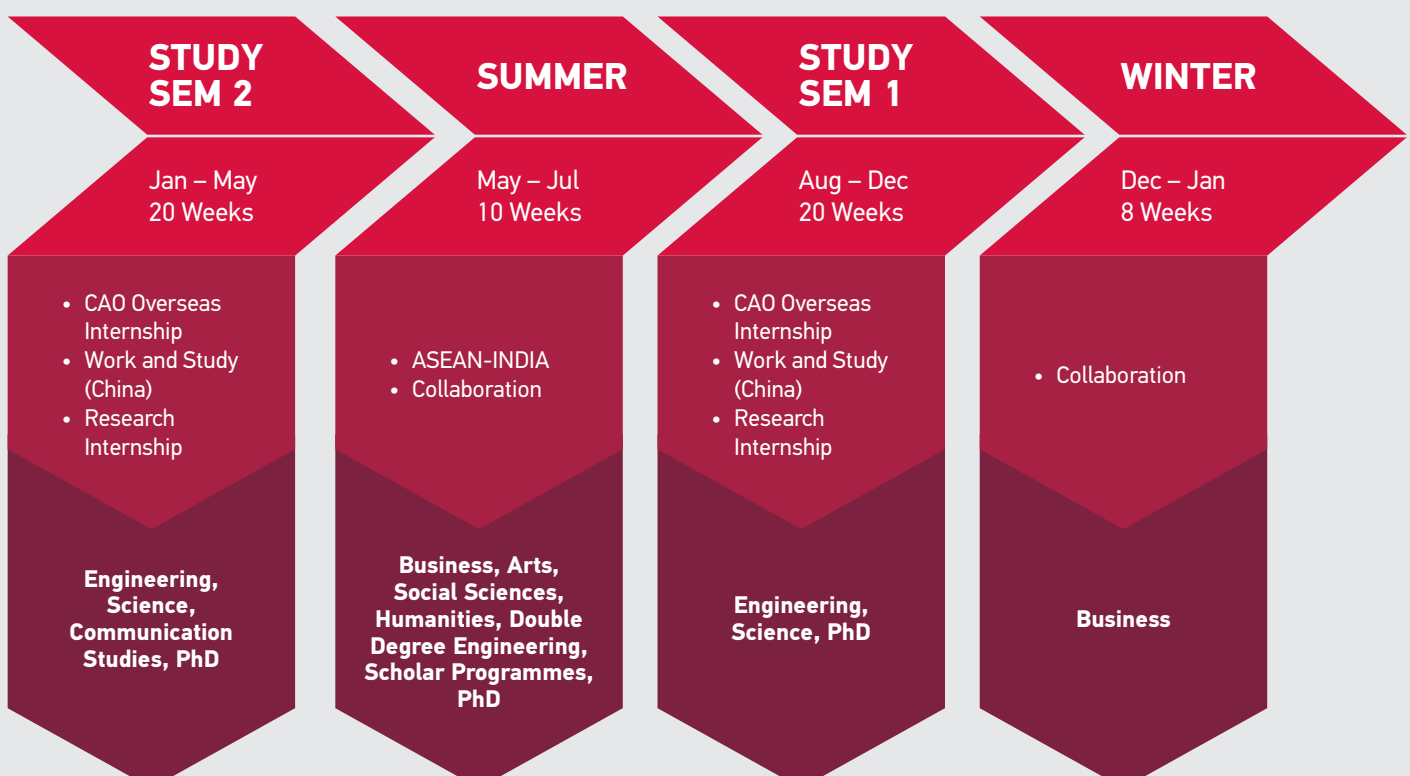 STUDY
SEM 2
Jan – May
20 Weeks
• CAO Overseas
Internship
• Work and Study
(China)
• Research
Internship
Engineering,
Science,
Communication
Studies, PhD
SUMMER
May – Jul
10 Weeks
• ASEAN-INDIA
• Collaboration
Business, Arts,
Social Sciences,
Humanities, Double
Degree Engineering,
Scholar Programmes,
PhD
STUDY
SEM 1
Aug – Dec
20 Weeks
• CAO Overseas
Internship
• Work and Study
(China)
• Research
Internship
Engineering,
Science, PhD
WINTER
Dec – Jan
8 Weeks
• Collaboration
Business